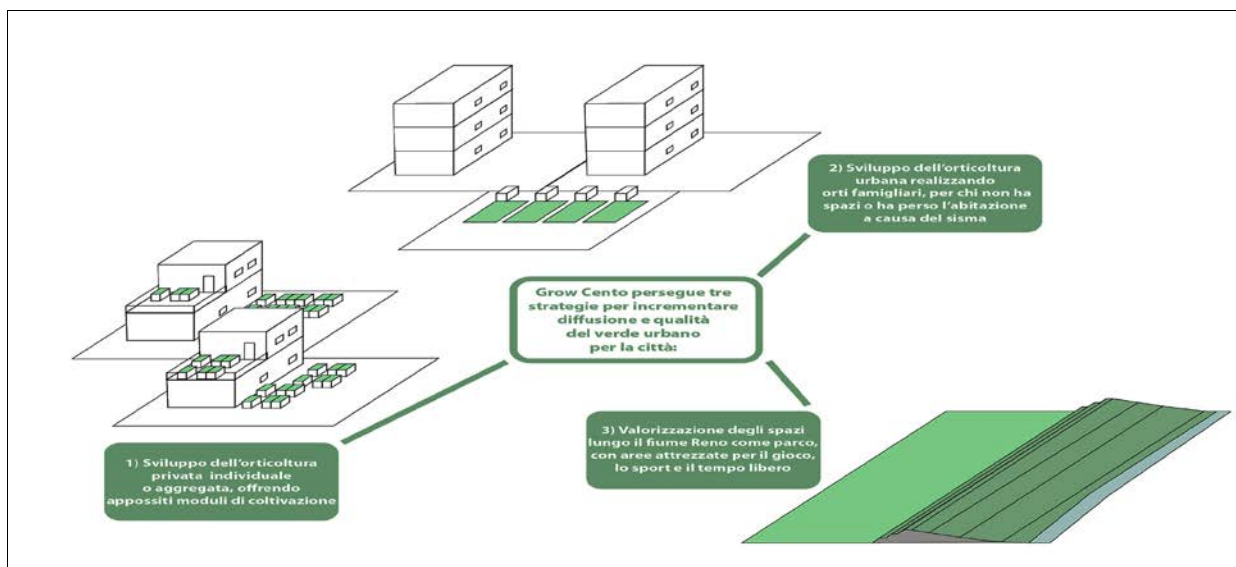 Grow Cento persegue tre
strategie per incrementare
diffusione e qualità
del verde urbano
per la città:
1) Sviluppo dell'orticoltura
privata individuale
o aggregata, offrendo
appossiti moduli di coltivazione
2) Sviluppo dell'orticoltura
urbana realizzando
orti famigliari, per chi non ha
spazi o ha perso l'abitazione
a causa del sisma
3) Valorizzazione degli spazi
lungo il fiume Reno come parco,
con aree attrezzate per il gioco,
lo sport e il tempo libero